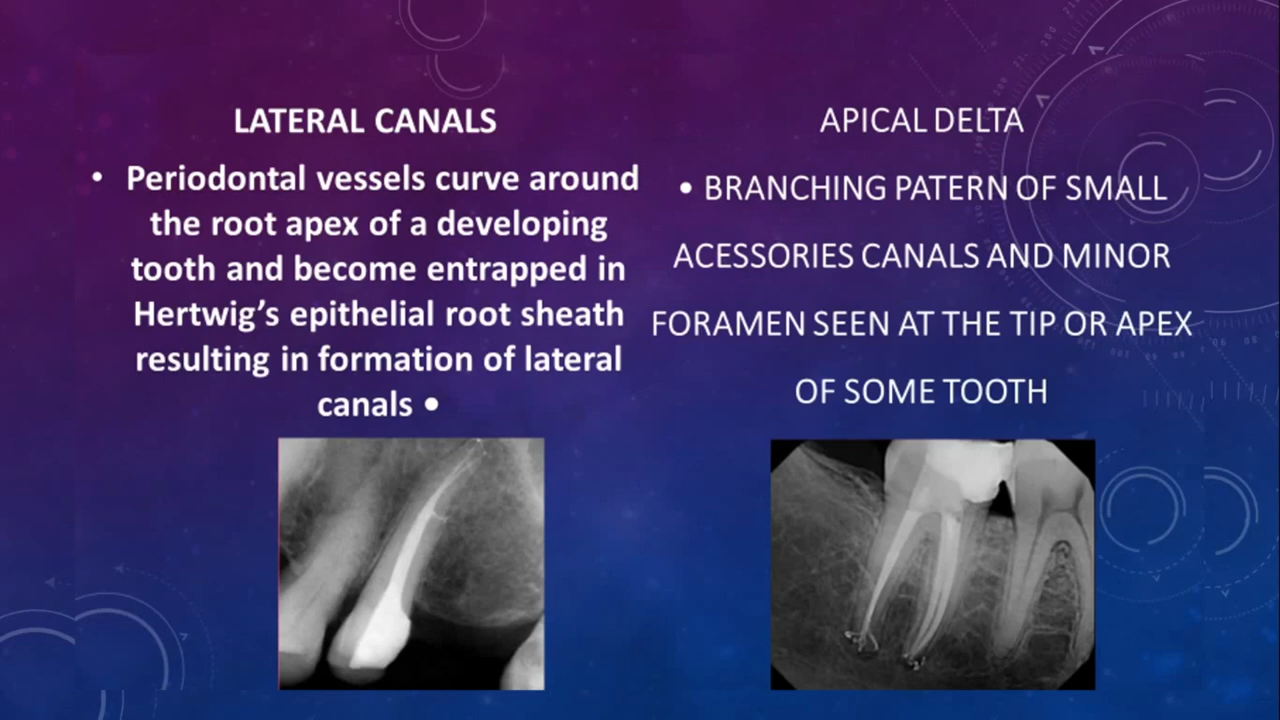 LATERAL CANALS
• Periodontal vessels curve around
the root apex of a developing
tooth and become entrapped in
Hertwig's epithelial root sheath
resulting in formation of lateral
canals •
APICAL DELTA
• BRANCHING PATERN OF SMALL
ACESSORIES CANALS AND MINOR
FORAMEN SEEN AT THE TIP OR APEX
OF SOME TOOTH